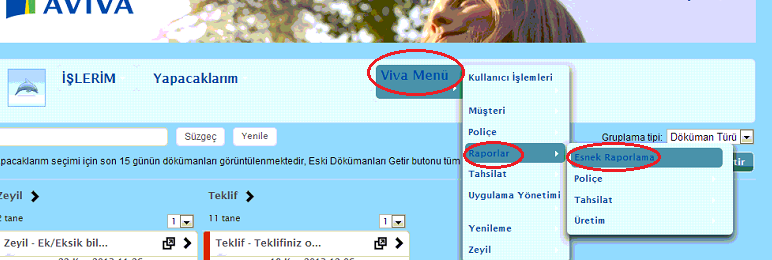 AVIVA
İŞLERİM Yapacaklarım Viva Menü
Kullanıcı İşlemleri
Müşteri
Poliçe
Raporlar
Tahsilat
Uygulama Yönetimi
Yenileme
Zeyil
Esnek Raporlama
Poliçe
Tahsilat
Üretim
Süzgeç Yenile
Gruplama tipi: Döküman Türü
pacaklarım seçimi için son 15 günün dökümanları görüntülenmektedir, Eski Dökümanları Getir butonu tüm
tir
Zeyil Teklif
2 tane 11 tane
1 1
Zeyil - Ek/Eksik bil... Teklif - Teklifiniz o...